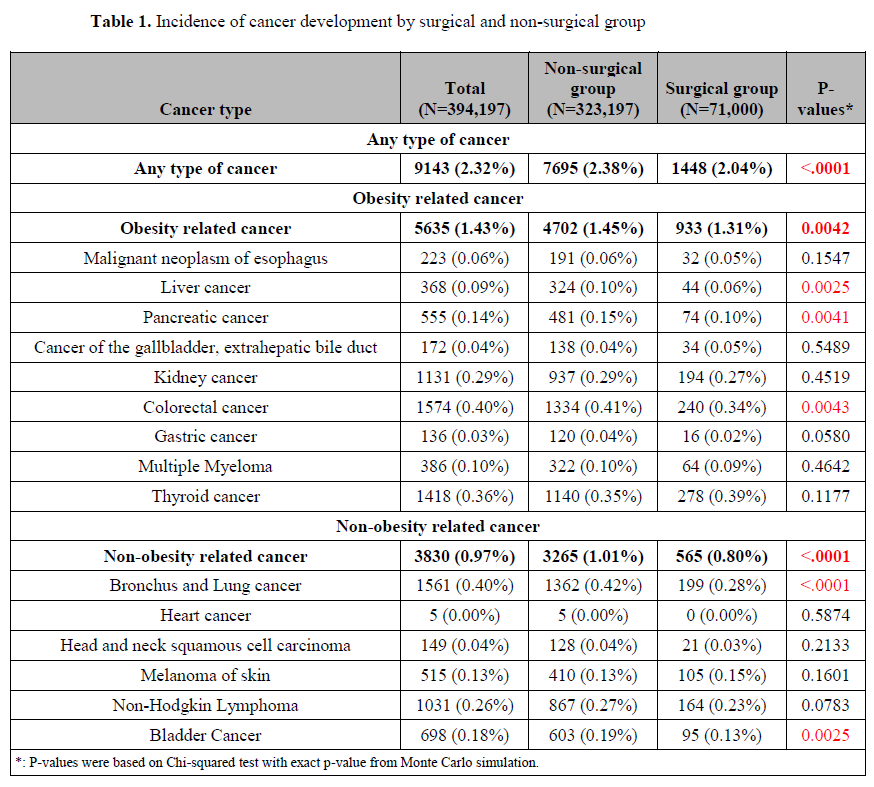 Table 1. Incidence of cancer development by surgical and non-surgical group
Cancer type Total (N=394,197) Non-surgical group (N=323,197) Surgical group (N=71,000) P-values*
Any type of cancer
Any type of cancer 9143 (2.32%) 7695 (2.38%) 1448 (2.04%) <.0001
Obesity related cancer
Obesity related cancer 5635 (1.43%) 4702 (1.45%) 933 (1.31%) 0.0042
Malignant neoplasm of esophagus 223 (0.06%) 191 (0.06%) 32 (0.05%) 0.1547
Liver cancer 368 (0.09%) 324 (0.10%) 44 (0.06%) 0.0025
Pancreatic cancer 555 (0.14%) 481 (0.15%) 74 (0.10%) 0.0041
Cancer of the gallbladder, extrahepatic bile duct 172 (0.04%) 138 (0.04%) 34 (0.05%) 0.5489
Kidney cancer 1131 (0.29%) 937 (0.29%) 194 (0.27%) 0.4519
Colorectal cancer 1574 (0.40%) 1334 (0.41%) 240 (0.34%) 0.0043
Gastric cancer 136 (0.03%) 120 (0.04%) 16 (0.02%) 0.0580
Multiple Myeloma 386 (0.10%) 322 (0.10%) 64 (0.09%) 0.4642
Thyroid cancer 1418 (0.36%) 1140 (0.35%) 278 (0.39%) 0.1177
Non-obesity related cancer
Non-obesity related cancer 3830 (0.97%) 3265 (1.01%) 565 (0.80%) <.0001
Bronchus and Lung cancer 1561 (0.40%) 1362 (0.42%) 199 (0.28%) <.0001
Heart cancer 5 (0.00%) 5 (0.00%) 0 (0.00%) 0.5874
Head and neck squamous cell carcinoma 149 (0.04%) 128 (0.04%) 21 (0.03%) 0.2133
Melanoma of skin 515 (0.13%) 410 (0.13%) 105 (0.15%) 0.1601
Non-Hodgkin Lymphoma 1031 (0.26%) 867 (0.27%) 164 (0.23%) 0.0783
Bladder Cancer 698 (0.18%) 603 (0.19%) 95 (0.13%) 0.0025
*: P-values were based on Chi-squared test with exact p-value from Monte Carlo simulation.